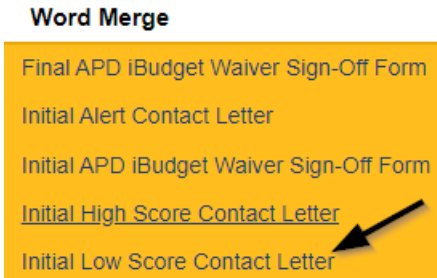 Word Merge
Final APD iBudget Waiver Sign-Off Form
Initial Alert Contact Letter
Initial APD iBudget Waiver Sign-Off Form
Initial High Score Contact Letter
Initial Low Score Contact Letter